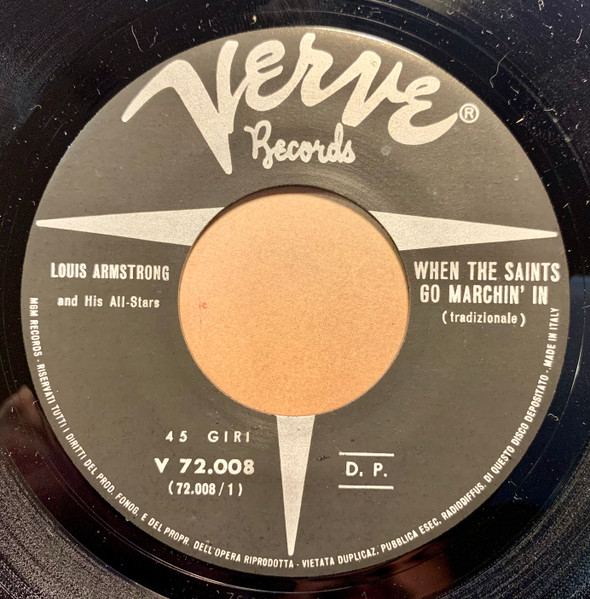 Verve®
Records
LOUIS ARMSTRONG
and His All-Stars
WHEN THE SAINTS
GO MARCHIN' IN
(tradizionale)
45 GIRI
V 72.008
(72.008/1)
D. P.
MGM RECORDS - RISERVATI TUTTI I DIRITTI DEL PROD. FONOG. E DEL PROPR. DELL'OPERA RIPRODOTTA - VIETATA DUPLICAZ. PUBBLICA ESEC. RADIODIFFUS. DI QUESTO DISCO DEPOSITATO - MADE IN ITALY